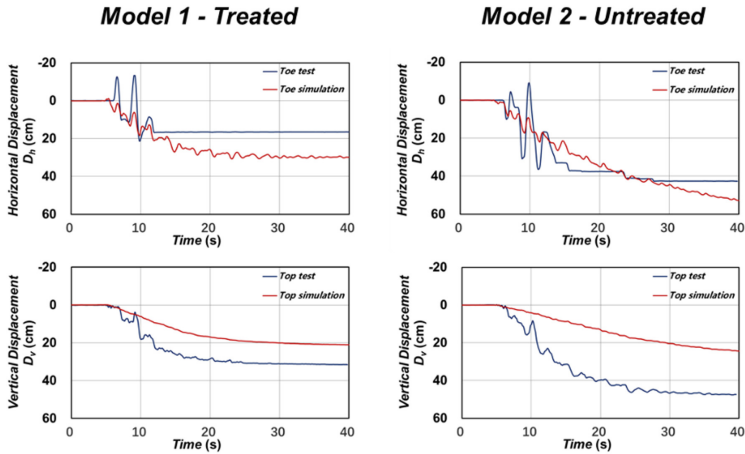 Model 1 - Treated
Model 2 - Untreated
Horizontal Displacement
Dh (cm)
-20
0
20
40
60
Toe test
Toe simulation
0
10
20
30
40
Time (s)
Horizontal Displacement
Dh (cm)
-20
0
20
40
60
Toe test
Toe simulation
0
10
20
30
40
Time (s)
Vertical Displacement
Dv (cm)
-20
0
20
40
60
Top test
Top simulation
0
10
20
30
40
Time (s)
Vertical Displacement
Dv (cm)
-20
0
20
40
60
Top test
Top simulation
0
10
20
30
40
Time (s)